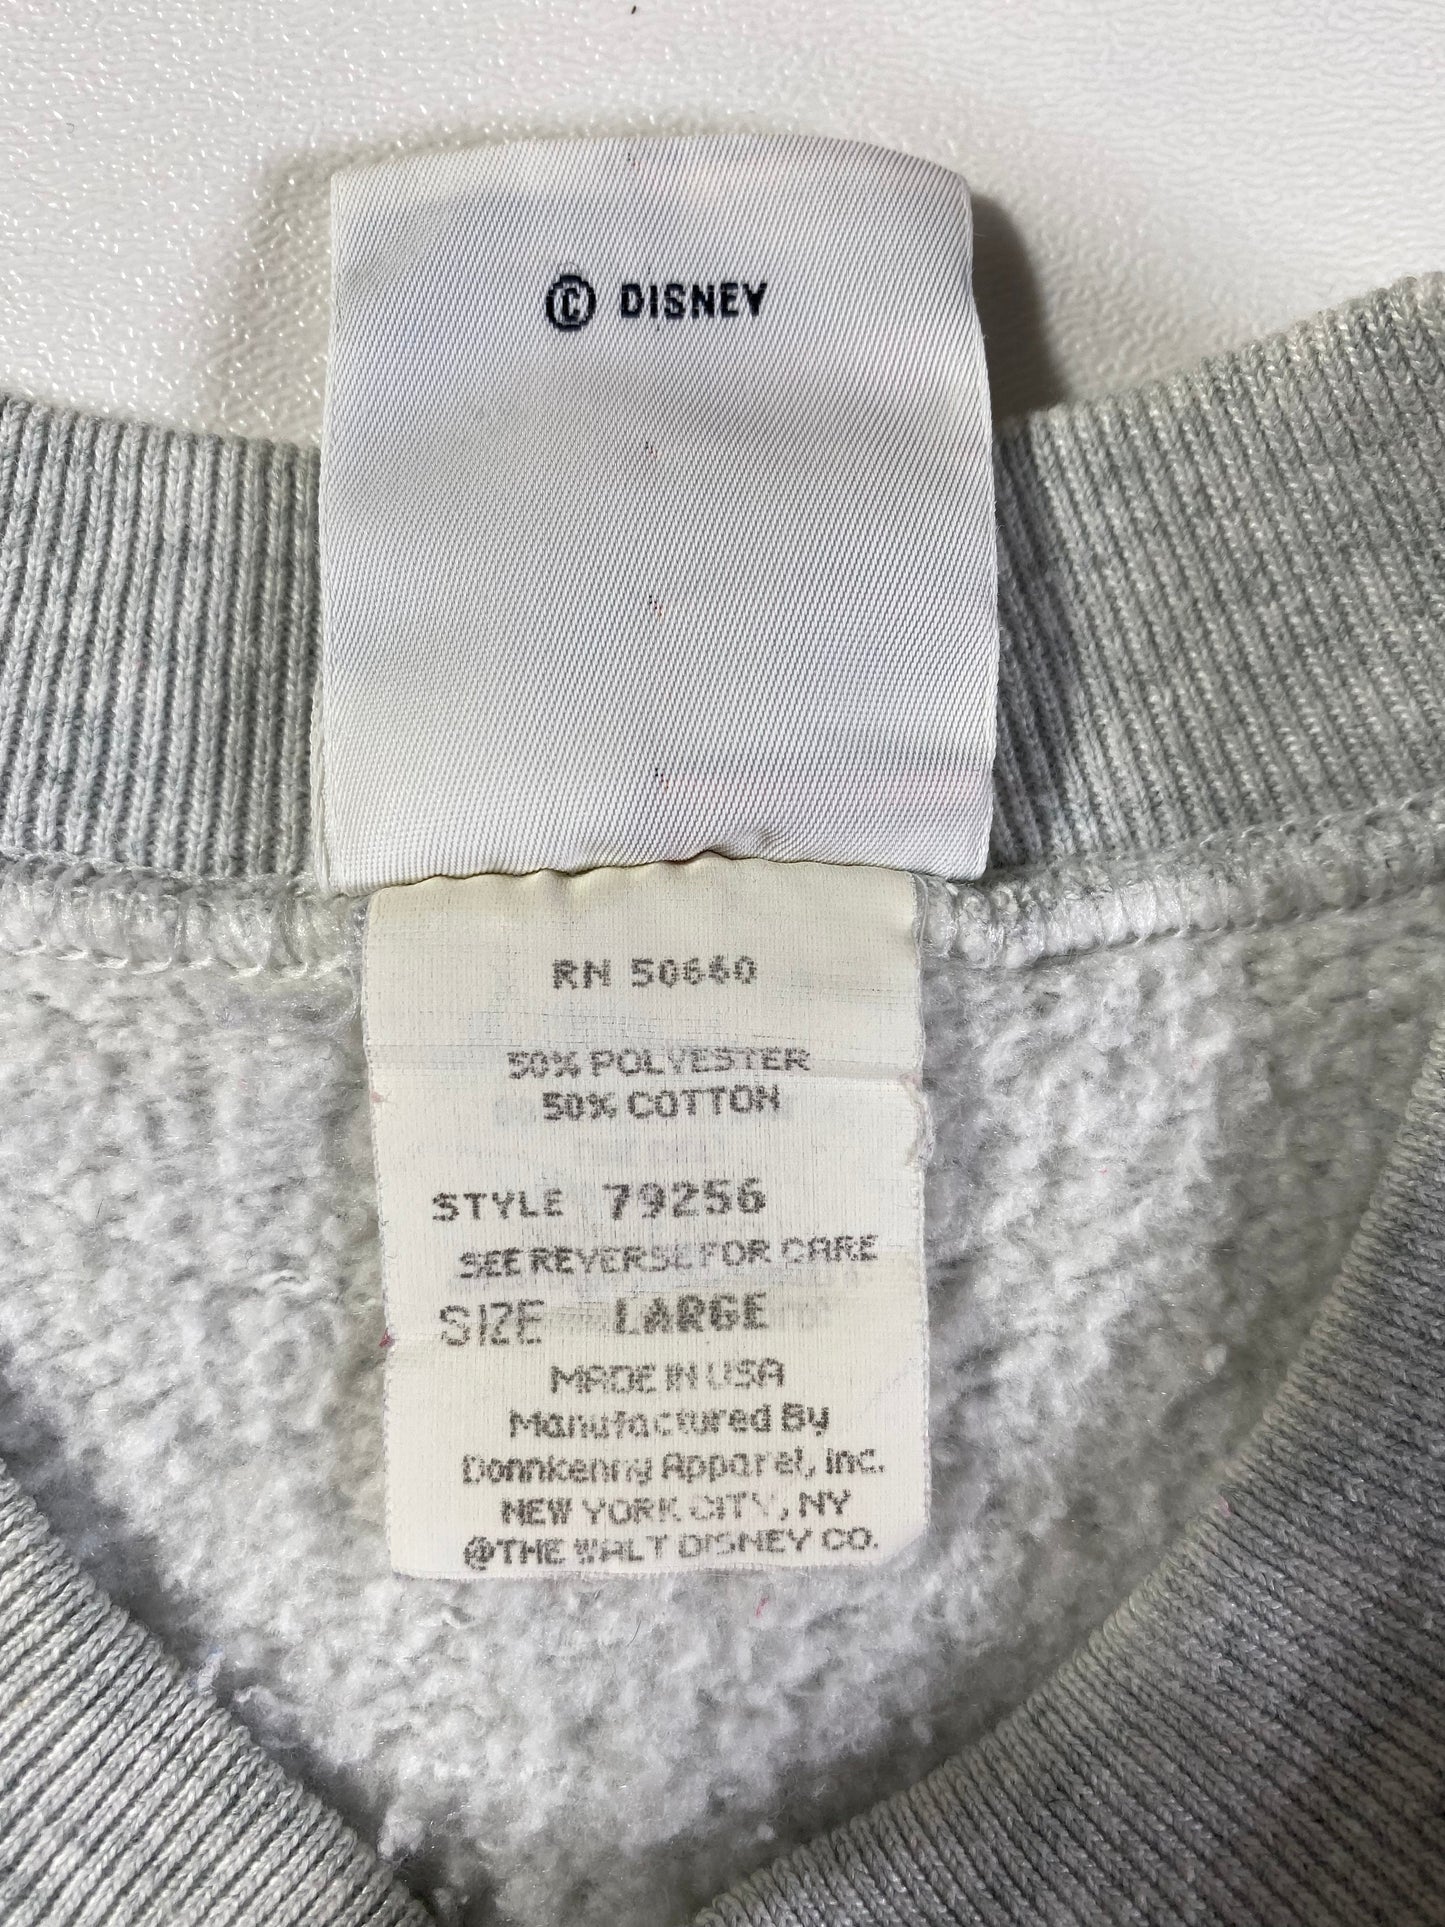 © DISNEY
RN 50660
50% POLYESTER
50% COTTON
STYLE 79256
SEE REVERSE FOR CARE
SIZE LARGE
MADE IN USA
Manufactured By
Donnkenny Apparel, Inc.
NEW YORK CITY, NY
@THE WALT DISNEY CO.